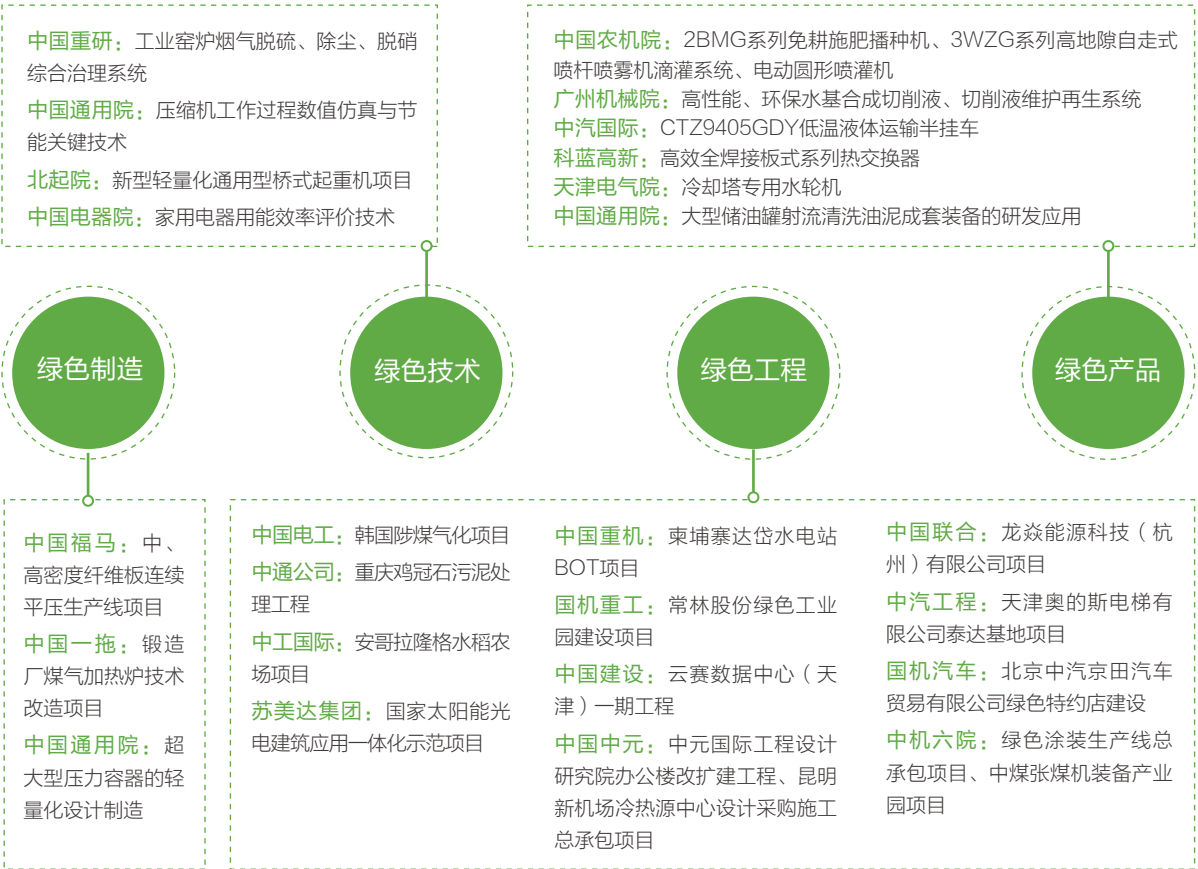 中国重研：工业窑炉烟气脱硫、除尘、脱硝
综合治理系统
中国通用院：压缩机工作过程数值仿真与节
能关键技术
北起院：新型轻量化通用型桥式起重机项目
中国电器院：家用电器用能效率评价技术
中国农机院：2BMG系列免耕施肥播种机、3WZG系列高地隙自走式
喷杆喷雾机滴灌系统、电动圆形喷灌机
广州机械院：高性能、环保水基合成切削液、切削液维护再生系统
中汽国际：CTZ9405GDY低温液体运输半挂车
科蓝高新：高效全焊接板式系列热交换器
天津电气院：冷却塔专用水轮机
中国通用院：大型储油罐射流清洗油泥成套装备的研发应用
绿色制造
绿色技术
绿色工程
绿色产品
中国福马：中、
高密度纤维板连续
平压生产线项目
中国一拖：锻造
厂煤气加热炉技术
改造项目
中国通用院：超
大型压力容器的轻
量化设计制造
中国电工：韩国陟煤气化项目
中通公司：重庆鸡冠石污泥处
理工程
中工国际：安哥拉隆格水稻农
场项目
苏美达集团：国家太阳能光
电建筑应用一体化示范项目
中国重机：柬埔寨达岱水电站
BOT项目
国机重工：常林股份绿色工业
园建设项目
中国建设：云赛数据中心（天
津）一期工程
中国中元：中元国际工程设计
研究院办公楼改扩建工程、昆明
新机场冷热源中心设计采购施工
总承包项目
中国联合：龙焱能源科技（杭
州）有限公司项目
中汽工程：天津奥的斯电梯有
限公司泰达基地项目
国机汽车：北京中汽京田汽车
贸易有限公司绿色特约店建设
中机六院：绿色涂装生产线总
承包项目、中煤张煤机装备产业
园项目